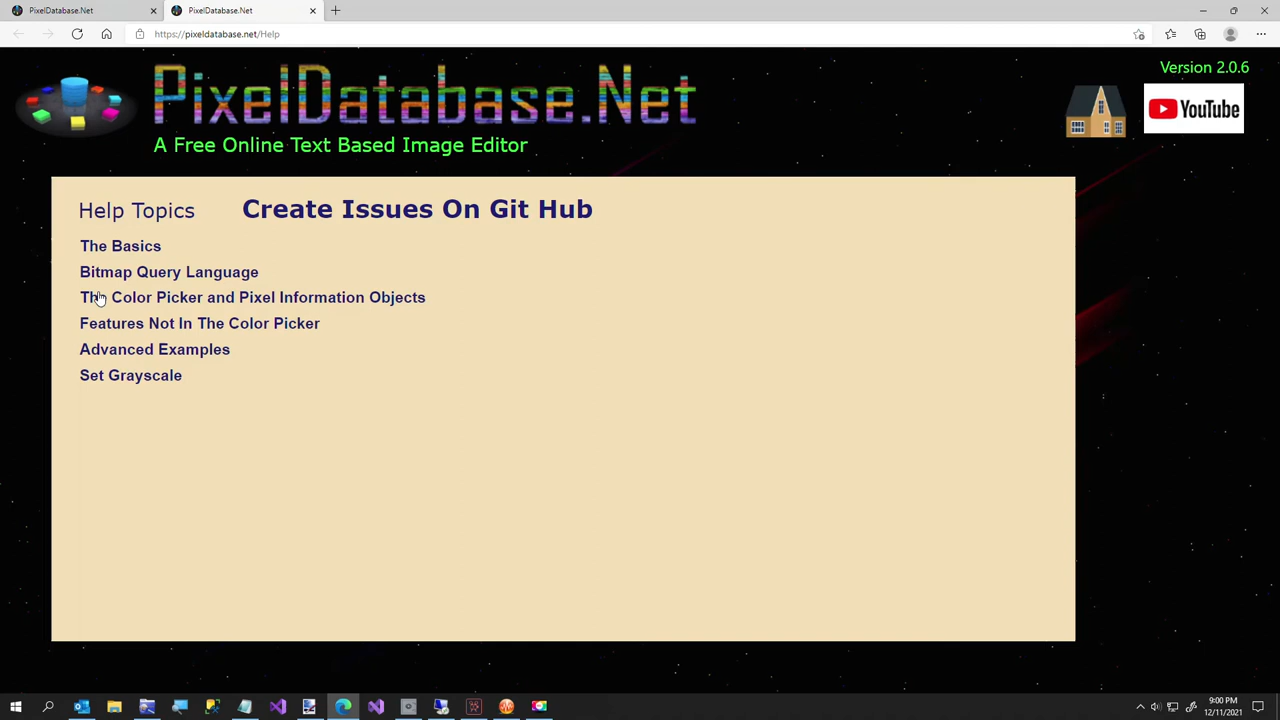 PixelDatabase.Net
PixelDatabase.Net
https://pixeldatabase.net/Help
Version 2.0.6
PixelDatabase.Net
YouTube
A Free Online Text Based Image Editor
Help Topics
Create Issues On Git Hub
The Basics
Bitmap Query Language
The Color Picker and Pixel Information Objects
Features Not In The Color Picker
Advanced Examples
Set Grayscale
9:00 PM
12/11/2021